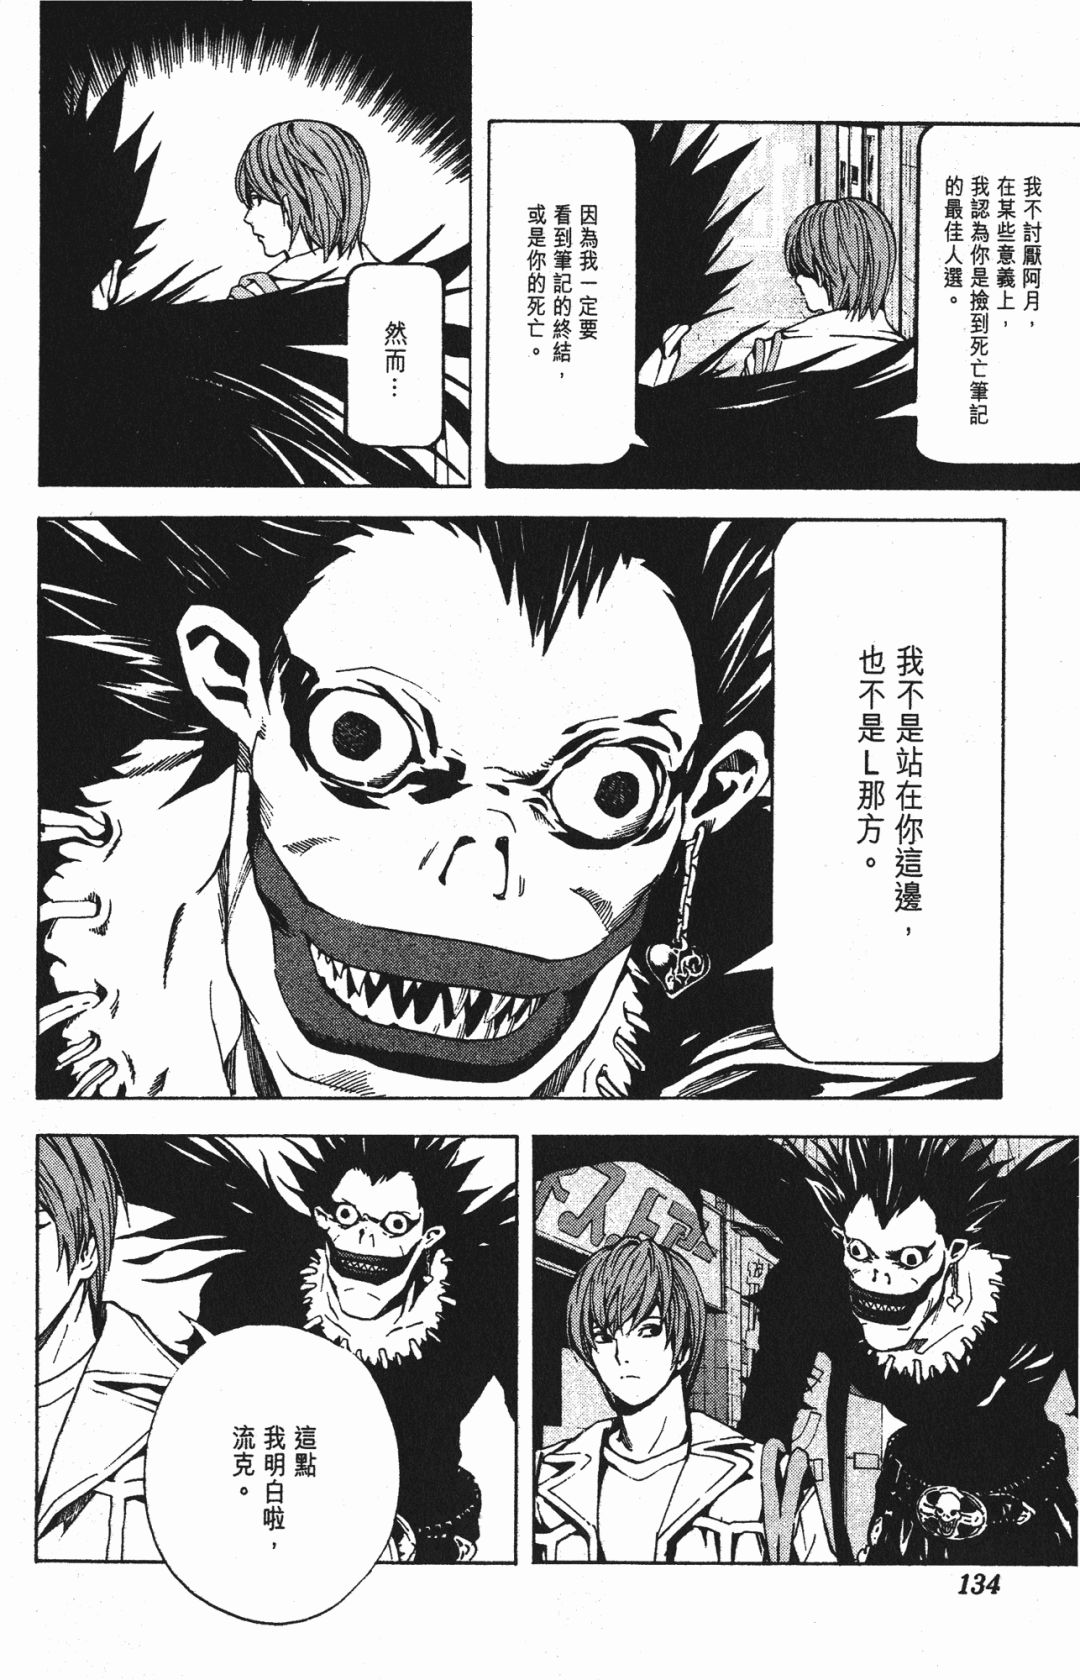 我不討厭阿月，
在某些意義上，
我認為你是撿到死亡筆記
的最佳人選。
因為我一定要
看到筆記的終結，
或是你的死亡。
然而…
我不是站在你這邊，
也不是L那方。
這點
我明白啦，
流克。
134